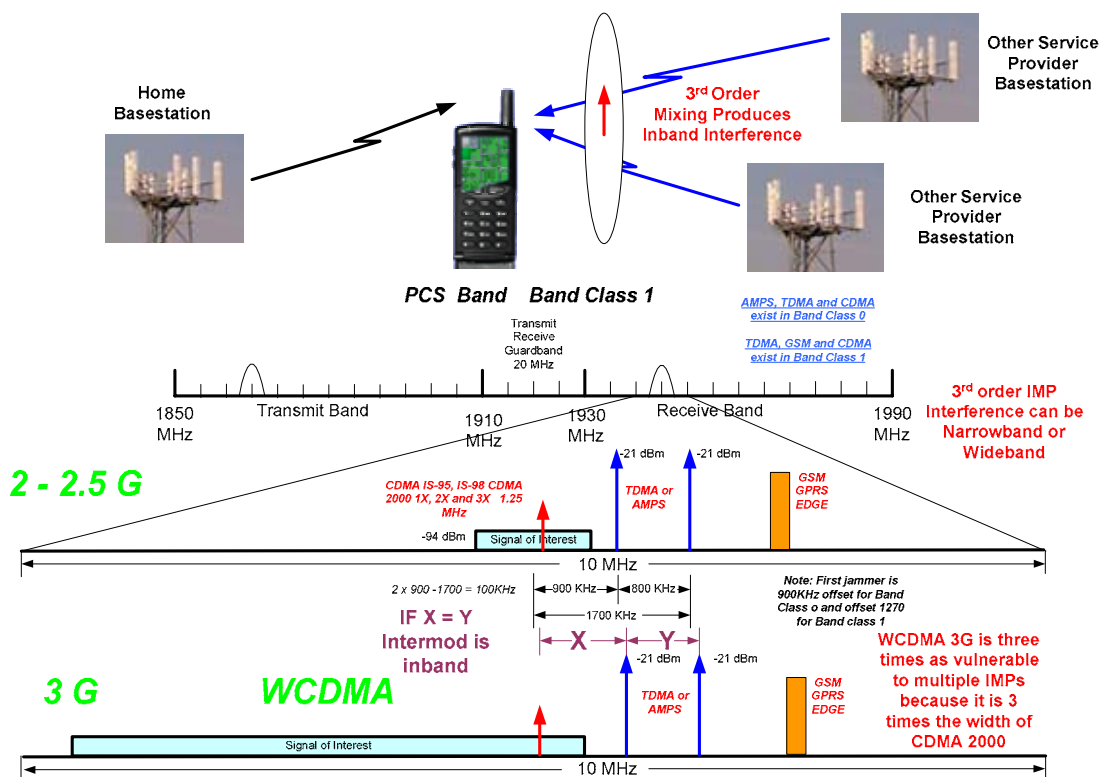 Home
Basestation
3rd Order
Mixing Produces
Inband Interference
Other Service
Provider
Basestation
Other Service
Provider
Basestation
PCS Band Band Class 1
Transmit
Receive
Guardband
20 MHz
AMPS, TDMA and CDMA
exist in Band Class 0
TDMA, GSM and CDMA
exist in Band Class 1
1850
MHz
Transmit Band
1910
MHz
1930
MHz
Receive Band
1990
MHz
3rd order IMP
Interference can be
Narrowband or
Wideband
2 - 2.5 G
CDMA IS-95, IS-98 CDMA
2000 1X, 2X and 3X 1.25
MHz
-94 dBm
Signal of Interest
-21 dBm
-21 dBm
TDMA or
AMPS
GSM
GPRS
EDGE
10 MHz
2 x 900 -1700 = 100KHz
900 KHz
800 KHz
1700 KHz
Note: First jammer is
900KHz offset for Band
Class o and offset 1270
for Band class 1
IF X = Y
Intermod is
inband
X
Y
3 G
WCDMA
-21 dBm
-21 dBm
TDMA or
AMPS
GSM
GPRS
EDGE
WCDMA 3G is three
times as vulnerable
to multiple IMPs
because it is 3
times the width of
CDMA 2000
Signal of Interest
10 MHz